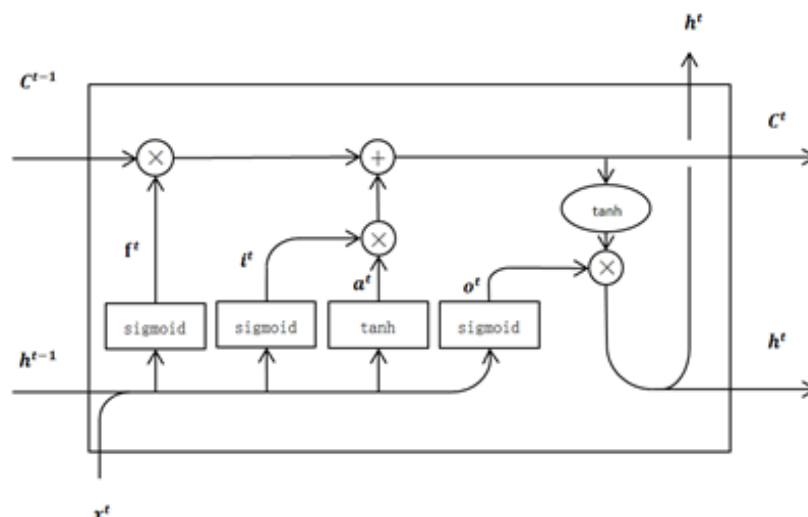 h^t
C^{t-1}
C^t
×
+
tanh
f^t
i^t
×
a^t
o^t
×
sigmoid
sigmoid
tanh
sigmoid
h^{t-1}
h^t
x^t